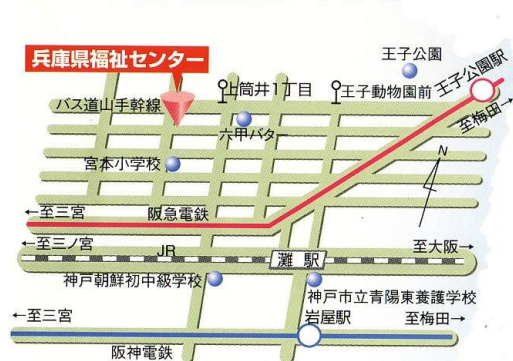 兵庫県福祉センター
王子公園
王子公園駅
上筒井1丁目
王子動物園前
バス道山手幹線
六甲バター
至梅田→
宮本小学校
N
←至三宮
阪急電鉄
←至三ノ宮
JR
灘駅
至大阪→
神戸朝鮮初中級学校
神戸市立青陽東養護学校
←至三宮
岩屋駅
至梅田→
阪神電鉄